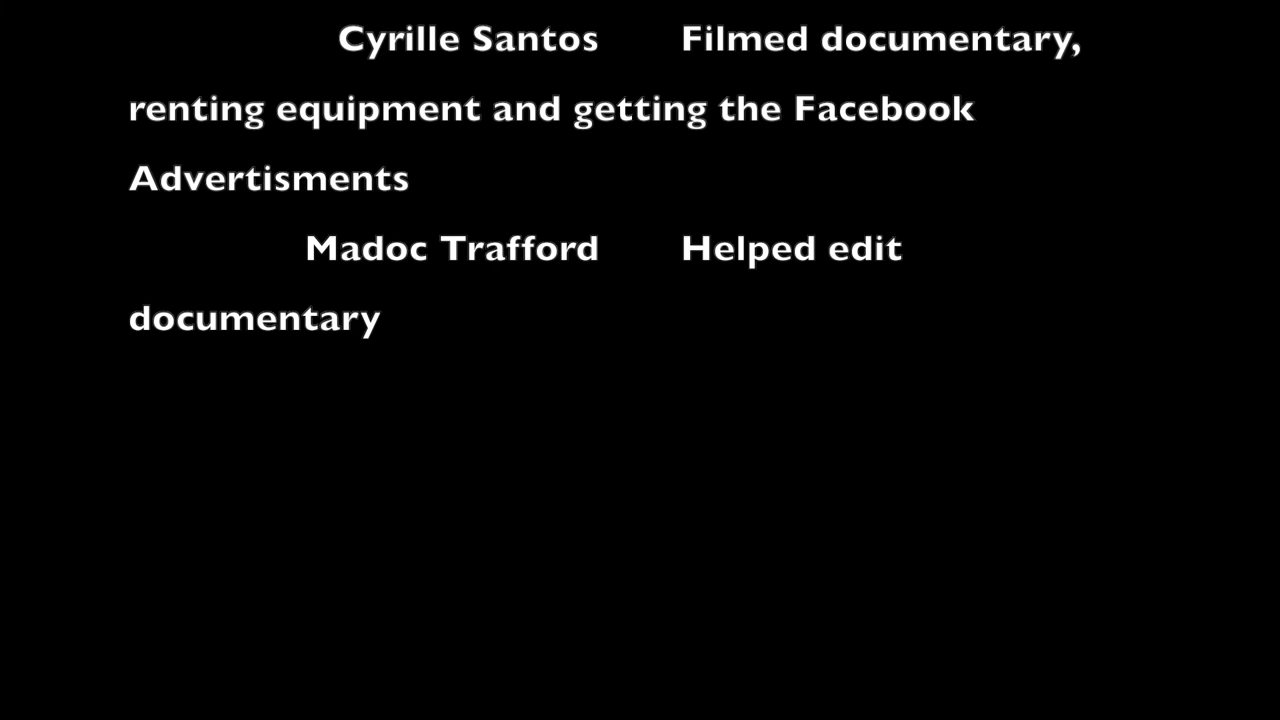 Cyrille Santos Filmed documentary,
renting equipment and getting the Facebook
Advertisments
Madoc Trafford Helped edit
documentary